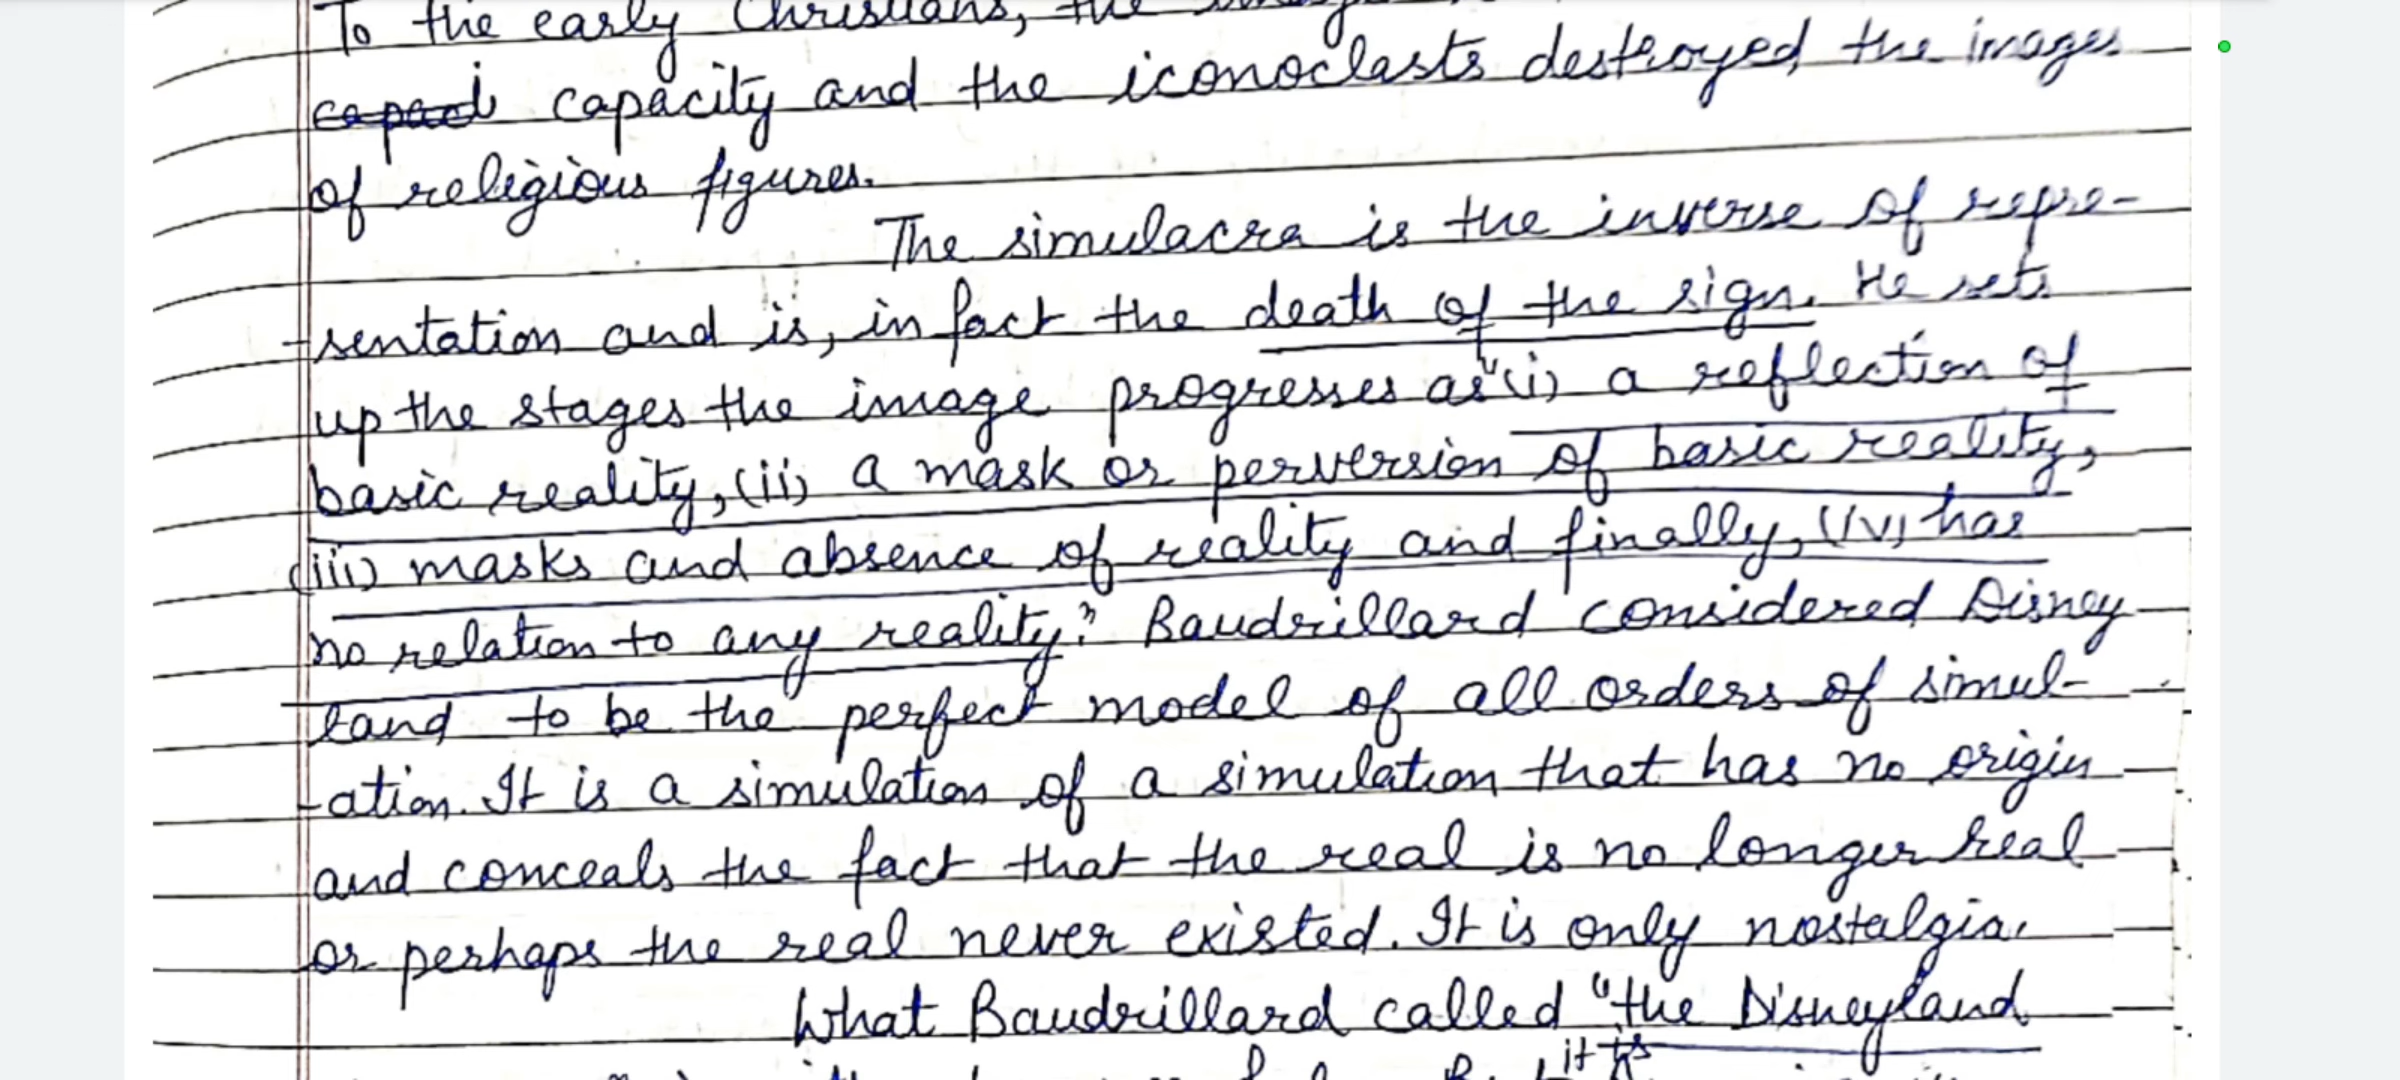 To the early Christians, the
capaci capacity and the iconoclasts destroyed the images
of religious figures.
The simulacra is the inverse of repre-
-sentation and is, in fact the death of the sign. He sets
up the stages the image progresses as "(i) a reflection of
basic reality, (ii) a mask or perversion of basic reality,
(iii) masks and absence of reality and finally, (iv) has
no relation to any reality." Baudrillard considered Disney
land to be the perfect model of all orders of simul-
-ation. It is a simulation of a simulation that has no origin
and conceals the fact that the real is no longer real
or perhaps the real never existed. It is only nostalgia.
What Baudrillard called "the Disneyland
it is